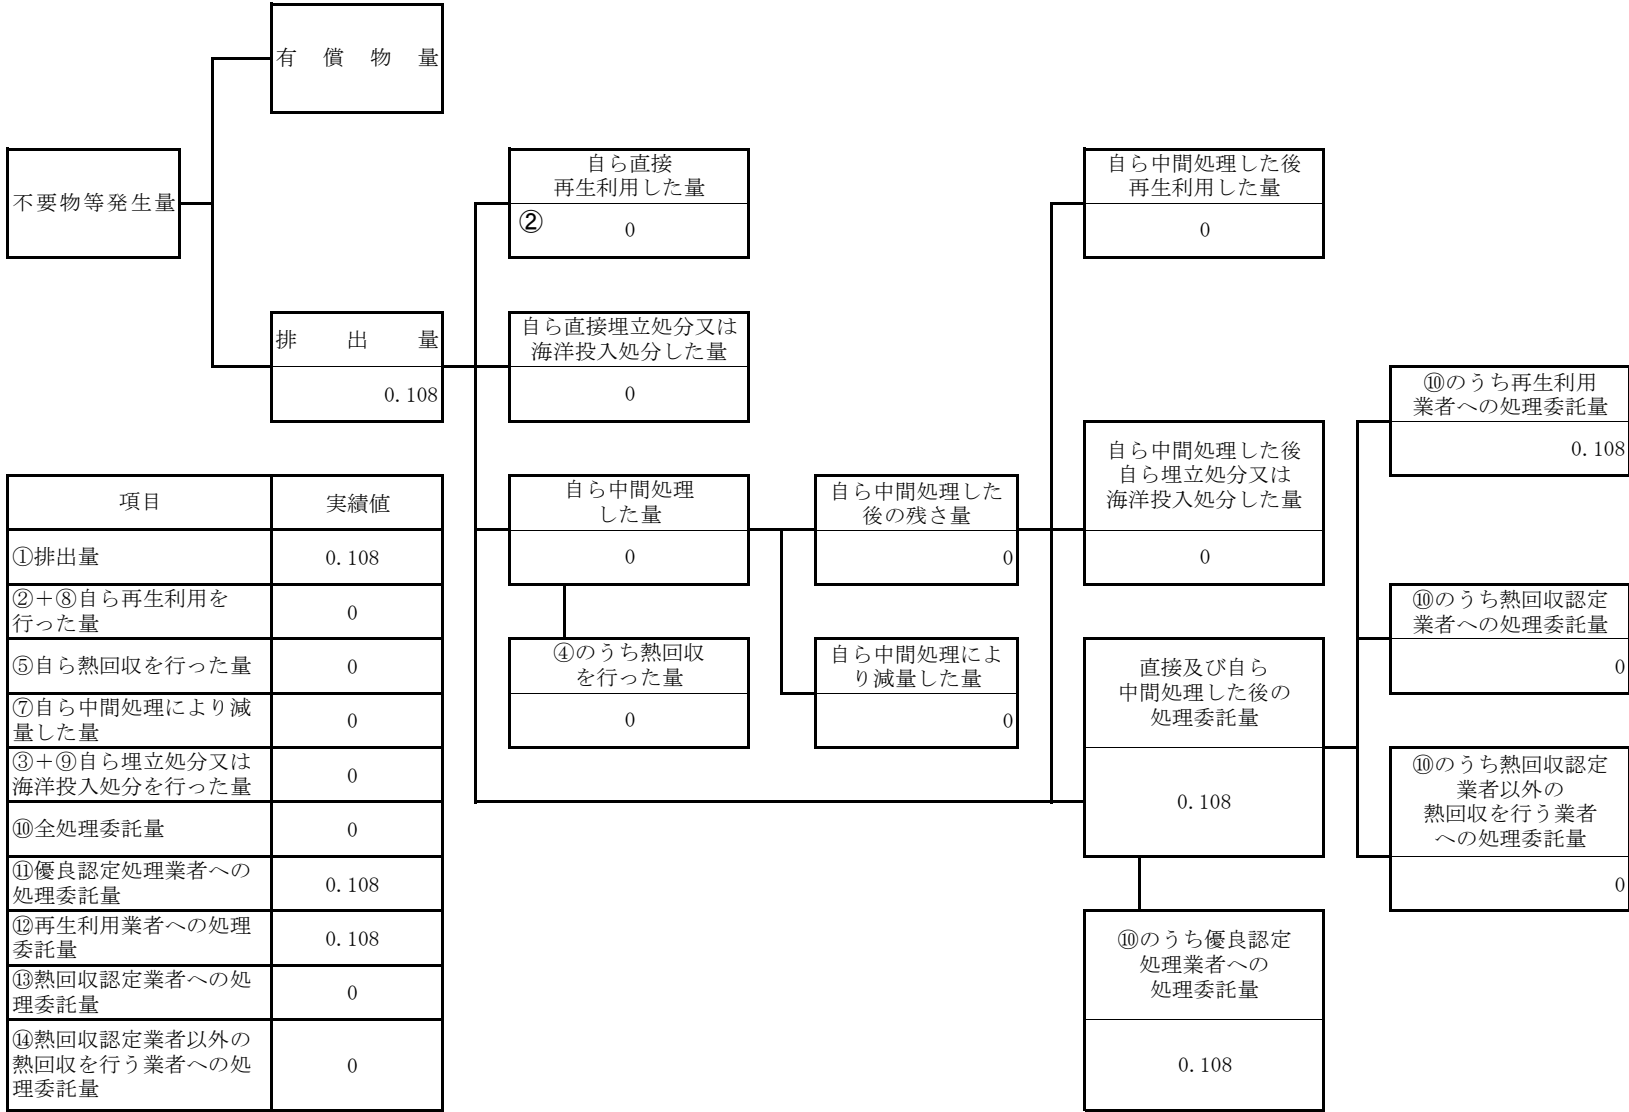 有償物量
不要物等発生量
自ら直接
再生利用した量
②
0
自ら中間処理した後
再生利用した量
0
排出量
0.108
自ら直接埋立処分又は
海洋投入処分した量
0
⑩のうち再生利用
業者への処理委託量
0.108
自ら中間処理
した量
0
自ら中間処理した
後の残さ量
0
自ら中間処理した後
自ら埋立処分又は
海洋投入処分した量
0
④のうち熱回収
を行った量
0
自ら中間処理によ
り減量した量
0
直接及び自ら
中間処理した後の
処理委託量
0.108
⑩のうち熱回収認定
業者への処理委託量
0
⑩のうち熱回収認定
業者以外の
熱回収を行う業者
への処理委託量
0
⑩のうち優良認定
処理業者への
処理委託量
0.108
項目
実績値
①排出量
0.108
②+⑧自ら再生利用を
行った量
0
⑤自ら熱回収を行った量
0
⑦自ら中間処理により減
量した量
0
③+⑨自ら埋立処分又は
海洋投入処分を行った量
0
⑩全処理委託量
0
⑪優良認定処理業者への
処理委託量
0.108
⑫再生利用業者への処理
委託量
0.108
⑬熱回収認定業者への処
理委託量
0
⑭熱回収認定業者以外の
熱回収を行う業者への処
理委託量
0